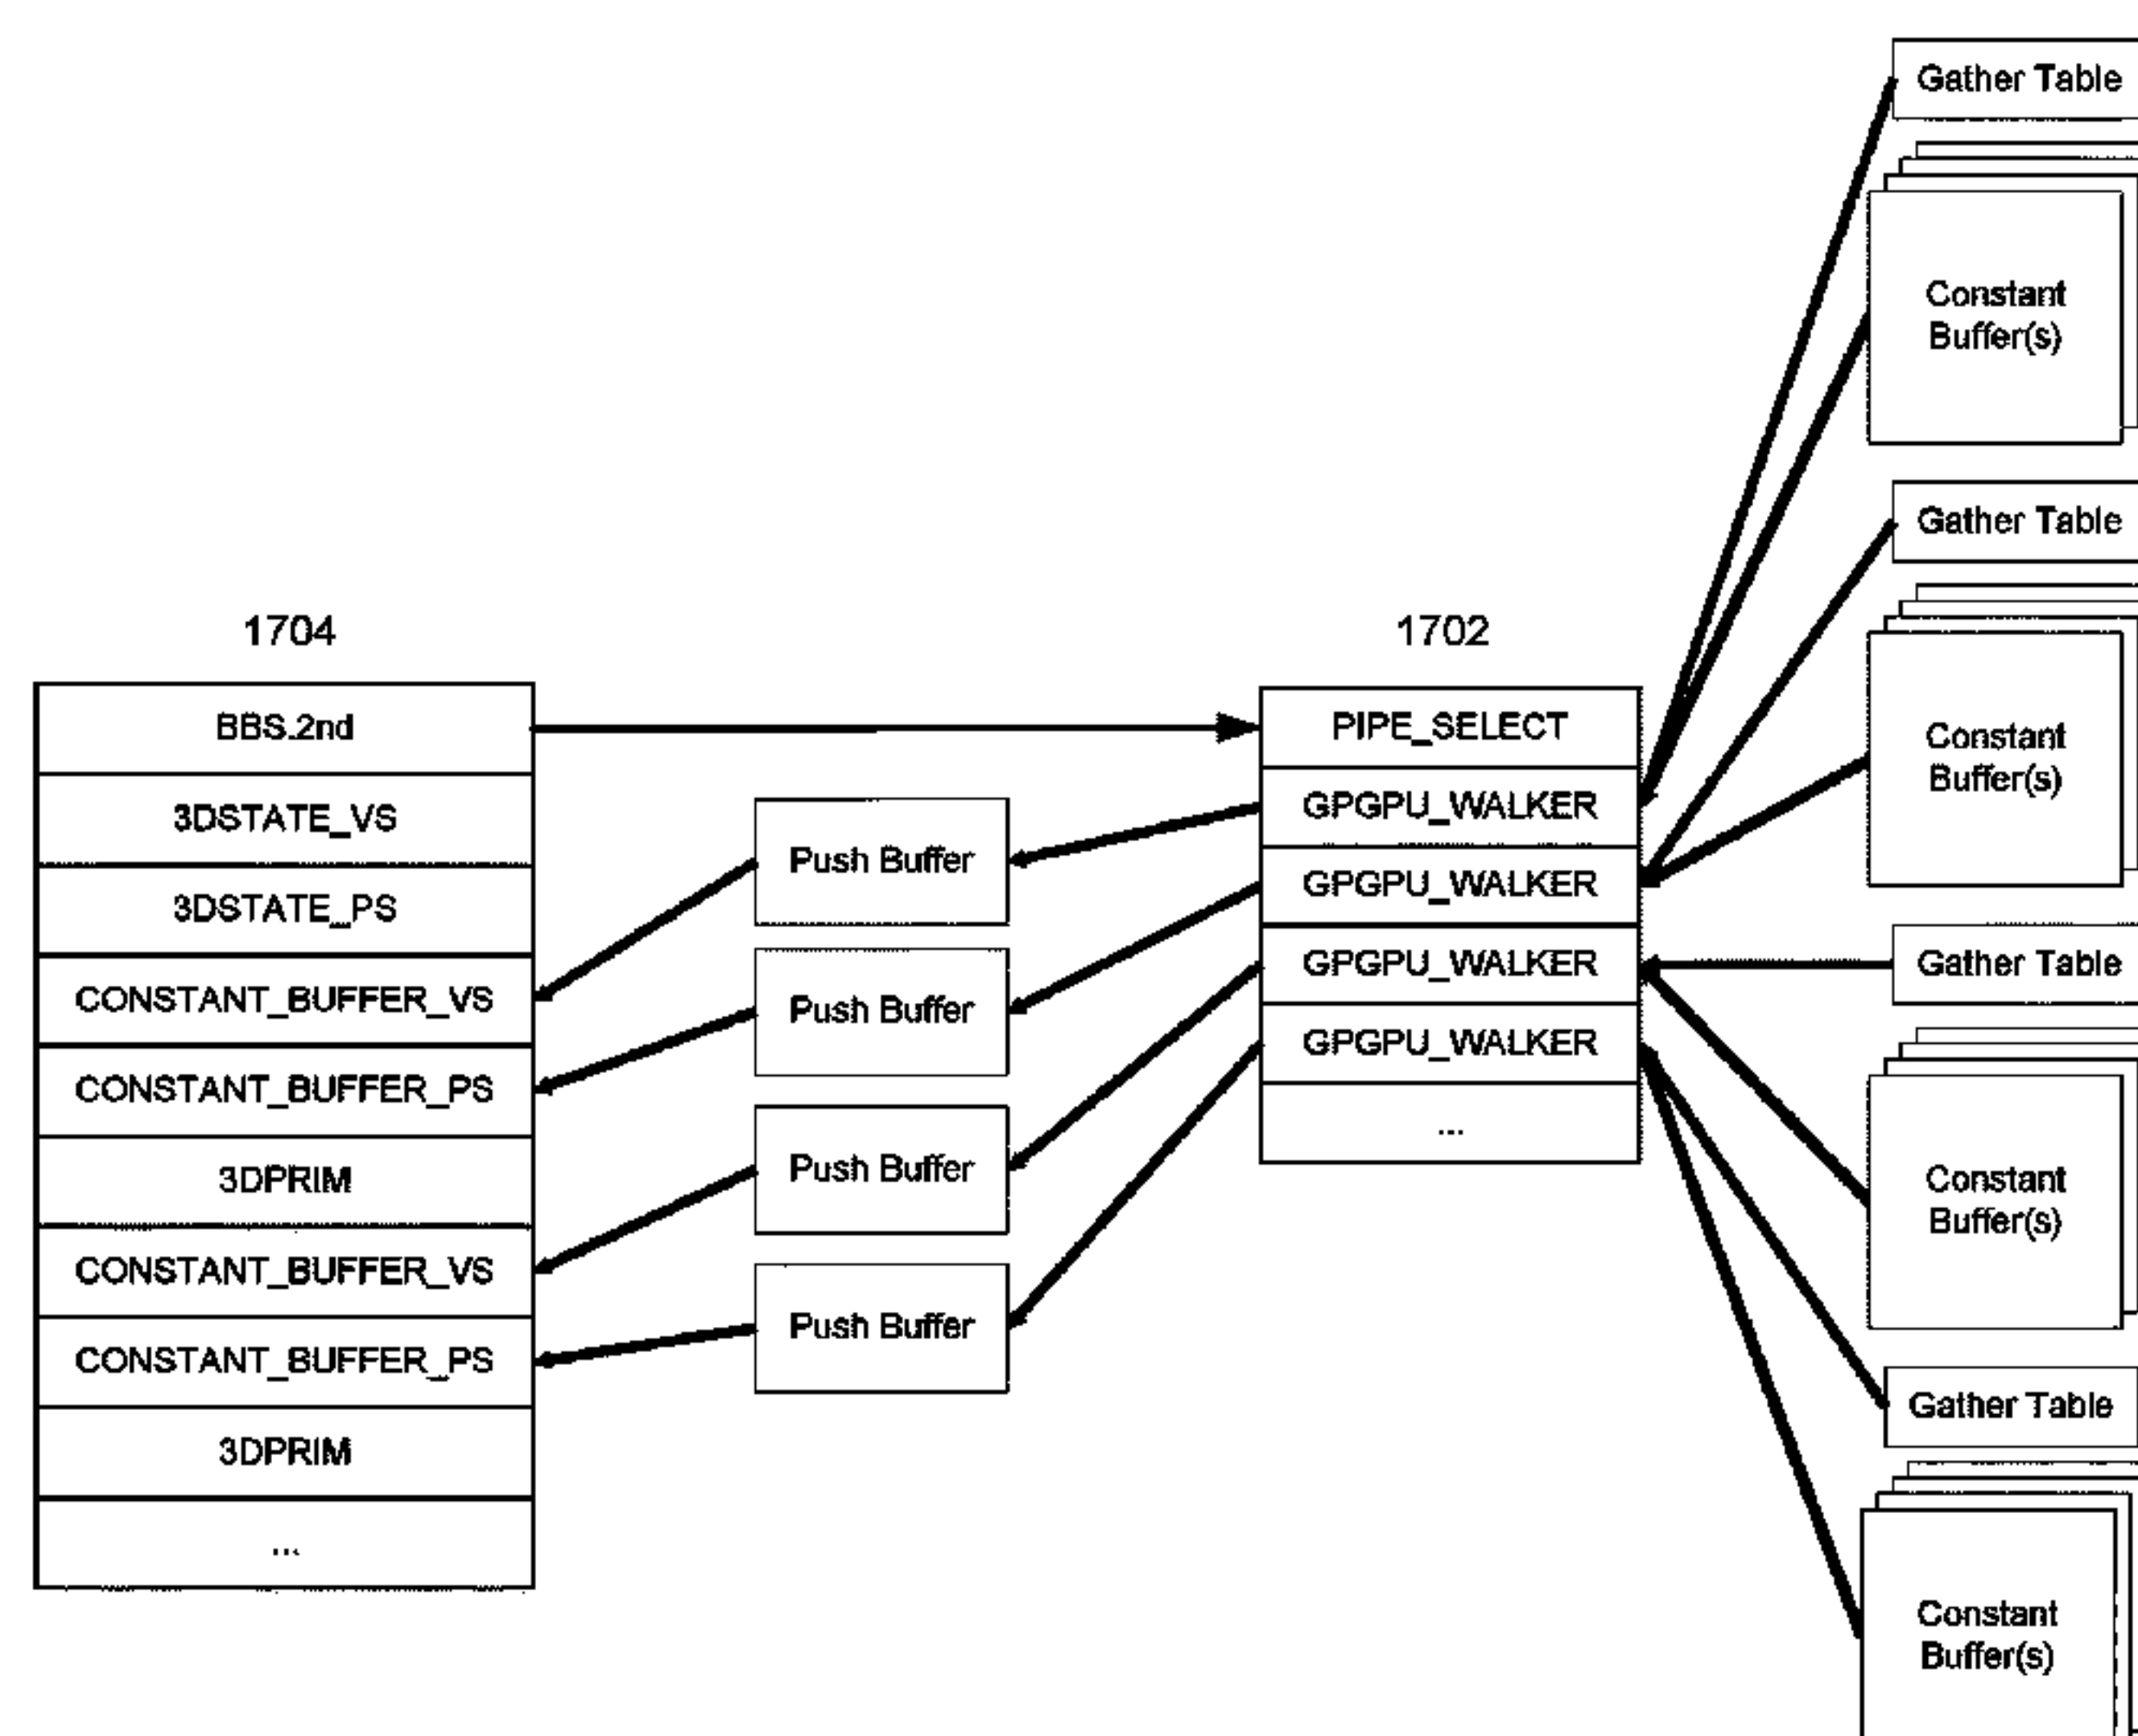 1704
BBS.2nd
3DSTATE_VS
3DSTATE_PS
CONSTANT_BUFFER_VS
CONSTANT_BUFFER_PS
3DPRIM
CONSTANT_BUFFER_VS
CONSTANT_BUFFER_PS
3DPRIM
...
Push Buffer
Push Buffer
Push Buffer
Push Buffer
1702
PIPE_SELECT
GPGPU_WALKER
GPGPU_WALKER
GPGPU_WALKER
GPGPU_WALKER
...
Gather Table
Constant
Buffer(s)
Gather Table
Constant
Buffer(s)
Gather Table
Constant
Buffer(s)
Gather Table
Constant
Buffer(s)